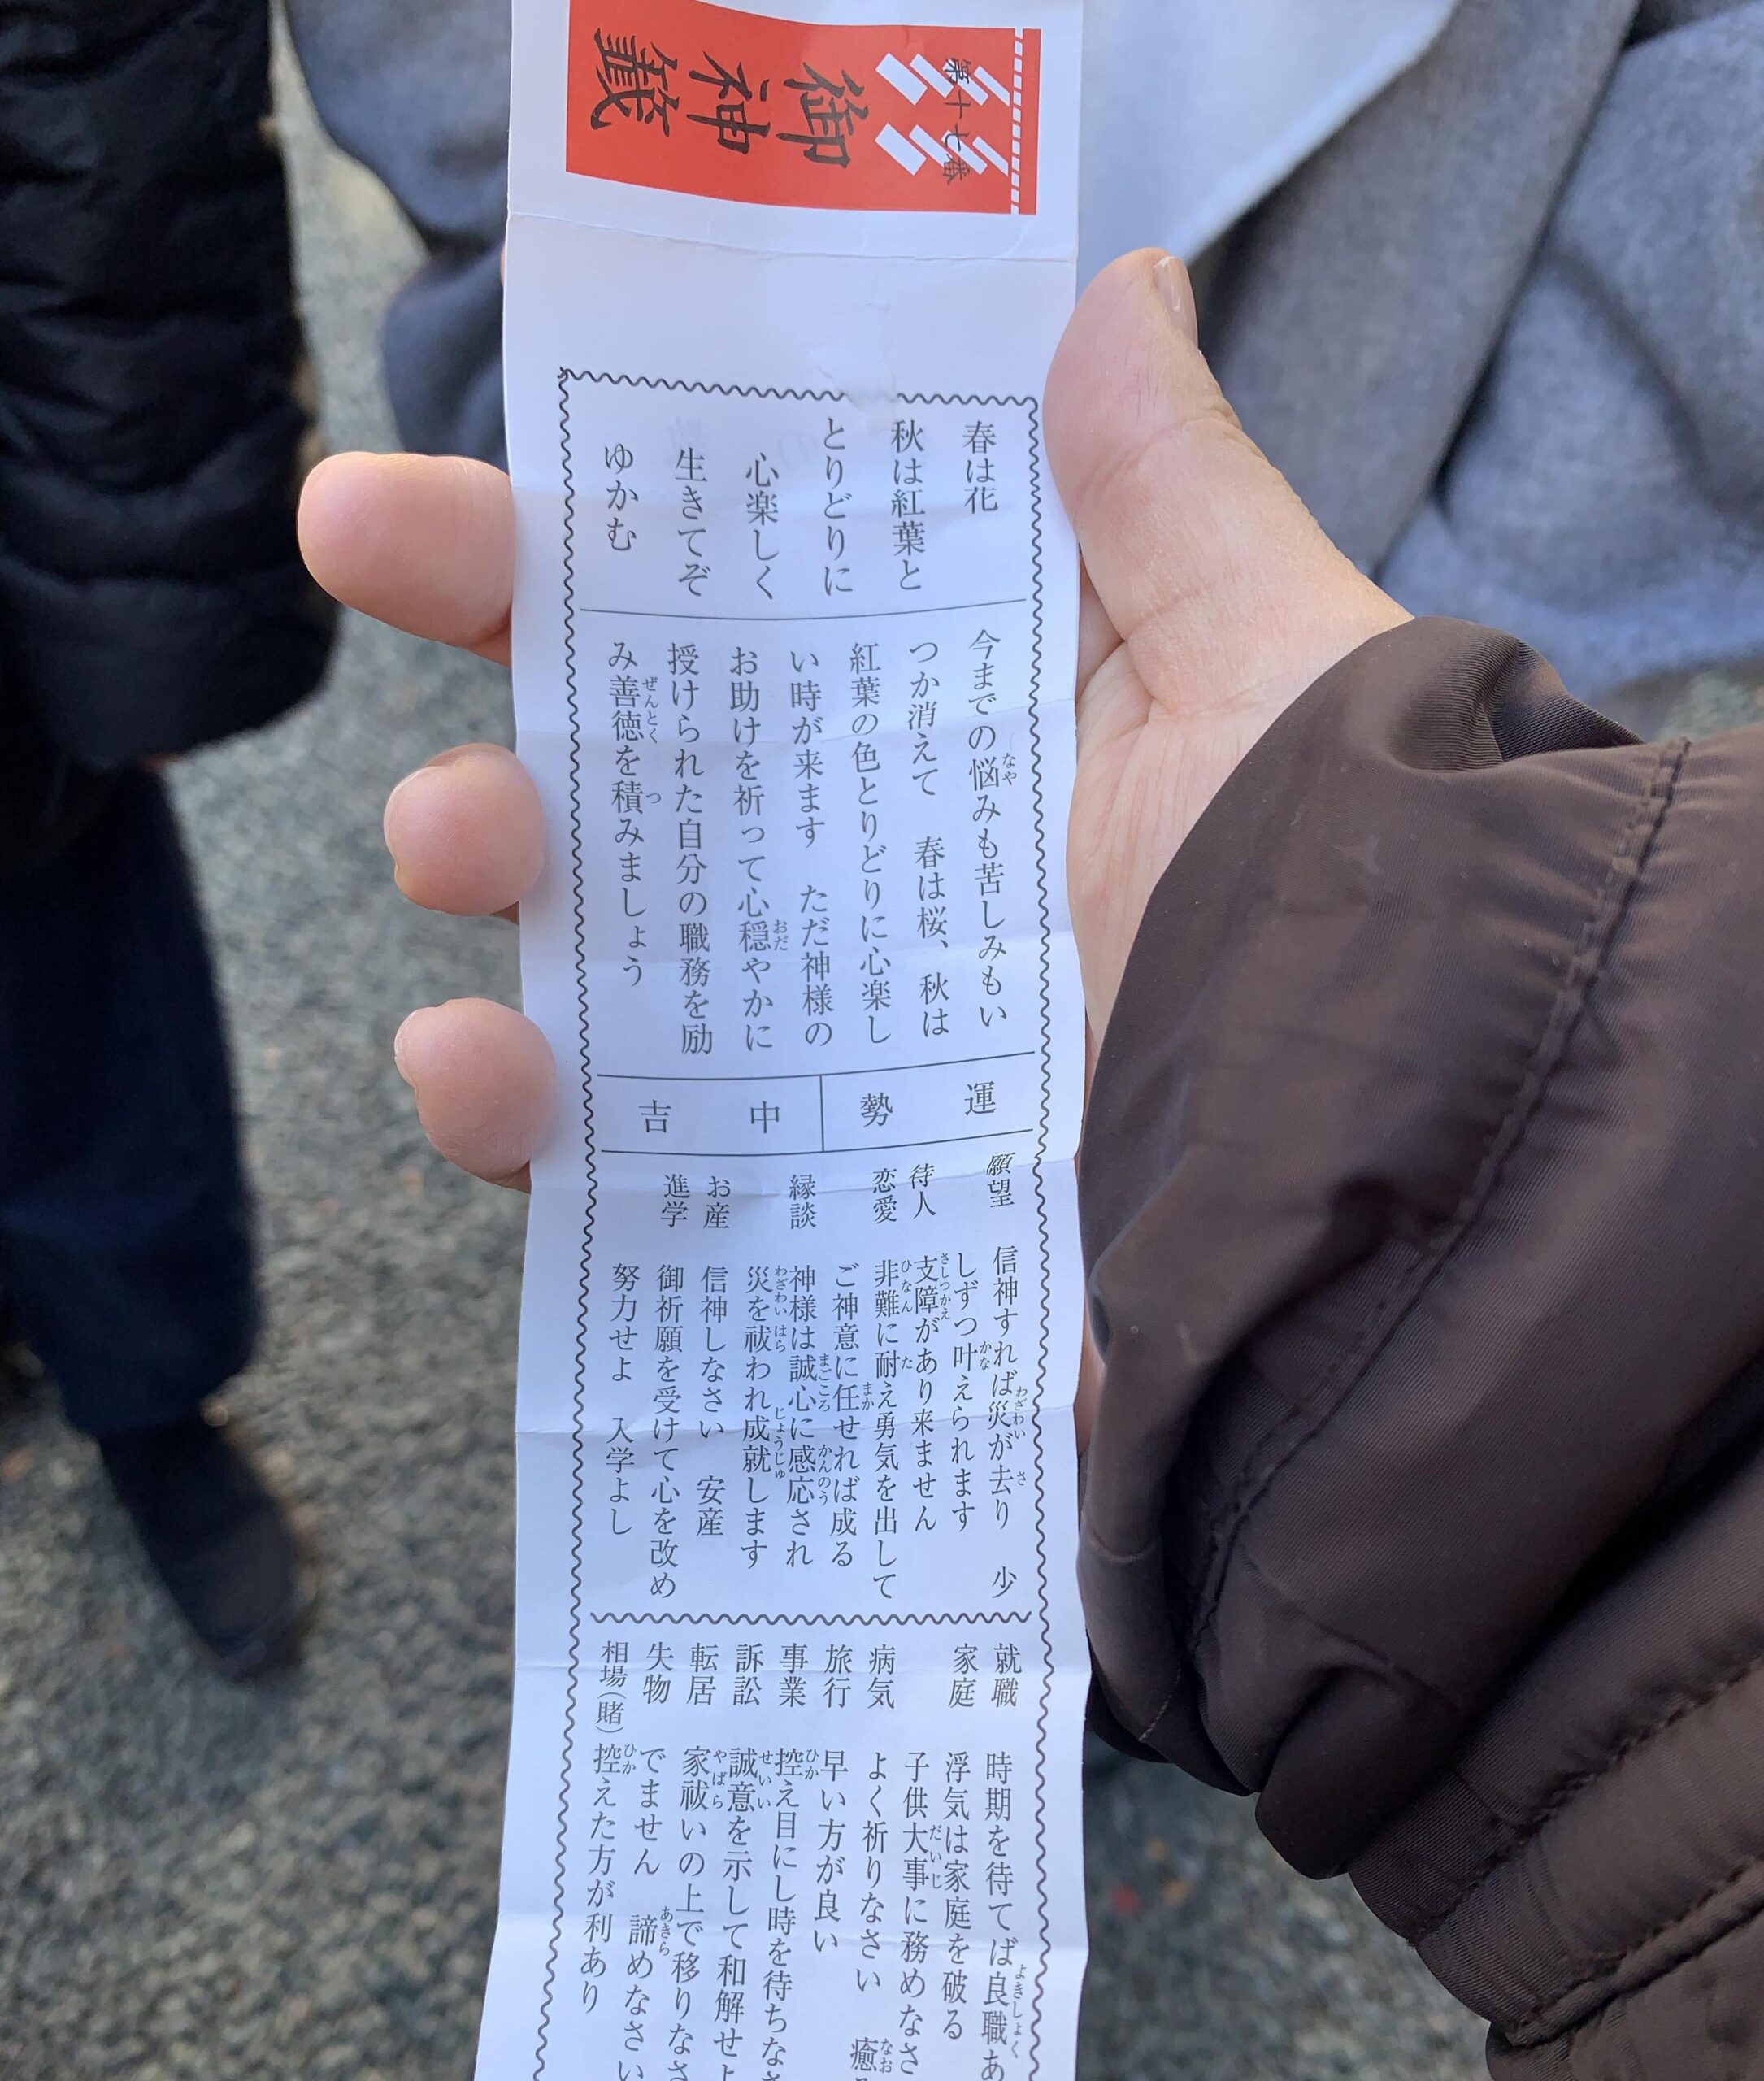 第十七番
御神籤
春は花
秋は紅葉と
とりどりに
心楽しく
生きてぞ
ゆかむ
今までの悩みも苦しみもい
つか消えて　春は桜、秋は
紅葉の色とりどりに心楽し
い時が来ます　ただ神様の
お助けを祈って心穏やかに
授けられた自分の職務を励
み善徳を積みましょう
運勢　中吉
願望　信神すれば災が去り　少
しずつ叶えられます
待人　支障があり来ません
恋愛　非難に耐え勇気を出して
ご神意に任せれば成る
縁談　神様は誠心に感応され
災を祓われ成就します
お産　信神しなさい　安産
進学　御祈願を受けて心を改め
努力せよ　入学よし
就職　時期を待てば良職あ
家庭　浮気は家庭を破る
子供大事に務めなさ
病気　よく祈りなさい　癒
旅行　早い方が良い
事業　控え目にし時を待ちなさ
訴訟　誠意を示して和解せよ
転居　家祓いの上で移りなさ
失物　でません　諦めなさい
相場（賭）　控えた方が利あり